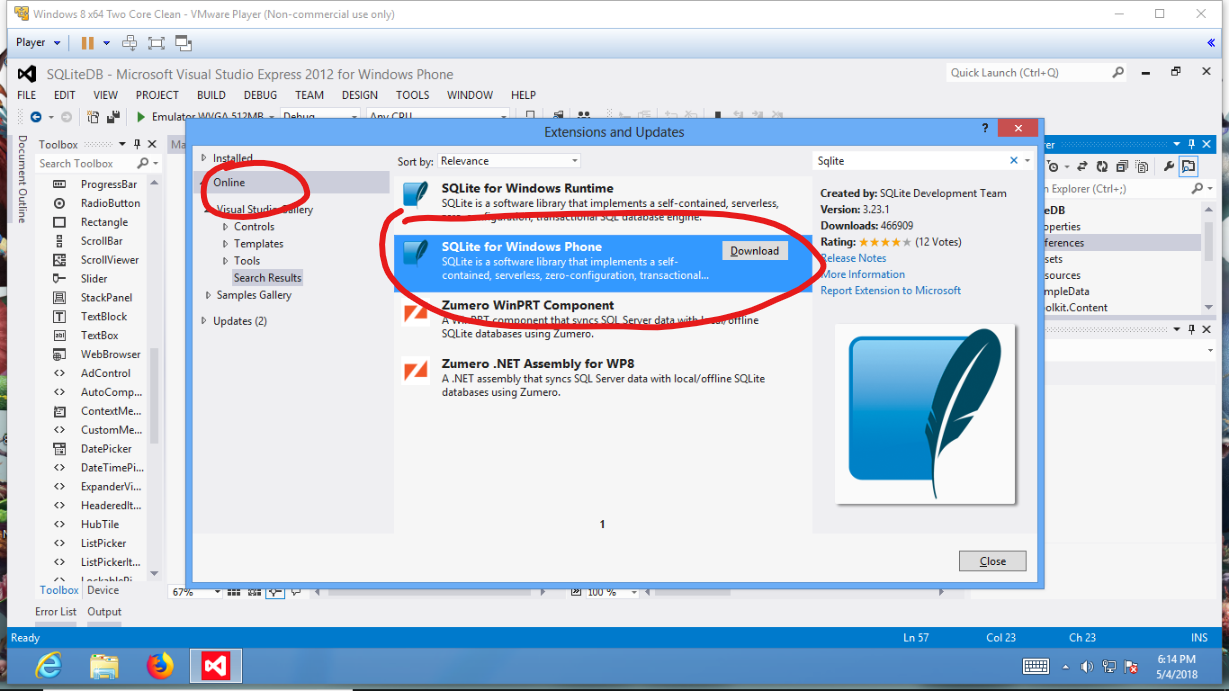 Windows 8 x64 Two Core Clean - VMware Player (Non-commercial use only)
Player
SQLiteDB - Microsoft Visual Studio Express 2012 for Windows Phone
Quick Launch (Ctrl+Q)
FILE EDIT VIEW PROJECT BUILD DEBUG TEAM DESIGN TOOLS WINDOW HELP
Emulator WVGA 512MB Debug Any CPU
Document Outline
Toolbox
Search Toolbox
ProgressBar
RadioButton
Rectangle
ScrollBar
ScrollViewer
Slider
StackPanel
TextBlock
TextBox
WebBrowser
AdControl
AutoComp...
ContextMe...
CustomMe...
DatePicker
DateTimePi...
ExpanderVi...
HeaderedIt...
HubTile
ListPicker
ListPickerIt...
Toolbox Device
Error List Output
Ma
Extensions and Updates
?
Installed
Online
Visual Studio Gallery
Controls
Templates
Tools
Search Results
Samples Gallery
Updates (2)
Sort by: Relevance
SQLite for Windows Runtime
SQLite is a software library that implements a self-contained, serverless,
zero-configuration, transactional SQL database engine.
SQLite for Windows Phone
Download
SQLite is a software library that implements a self-
contained, serverless, zero-configuration, transactional...
Zumero WinPRT Component
A WinPRT component that syncs SQL Server data with local/offline
SQLite databases using Zumero.
Zumero .NET Assembly for WP8
A .NET assembly that syncs SQL Server data with local/offline SQLite
databases using Zumero.
1
Sqlite
Created by: SQLite Development Team
Version: 3.23.1
Downloads: 466909
Rating: (12 Votes)
Release Notes
More Information
Report Extension to Microsoft
Close
rer
n Explorer (Ctrl+;)
eDB
operties
ferences
sets
sources
mpleData
olkit.Content
67%
100 %
Ready
Ln 57 Col 23 Ch 23 INS
6:14 PM
5/4/2018